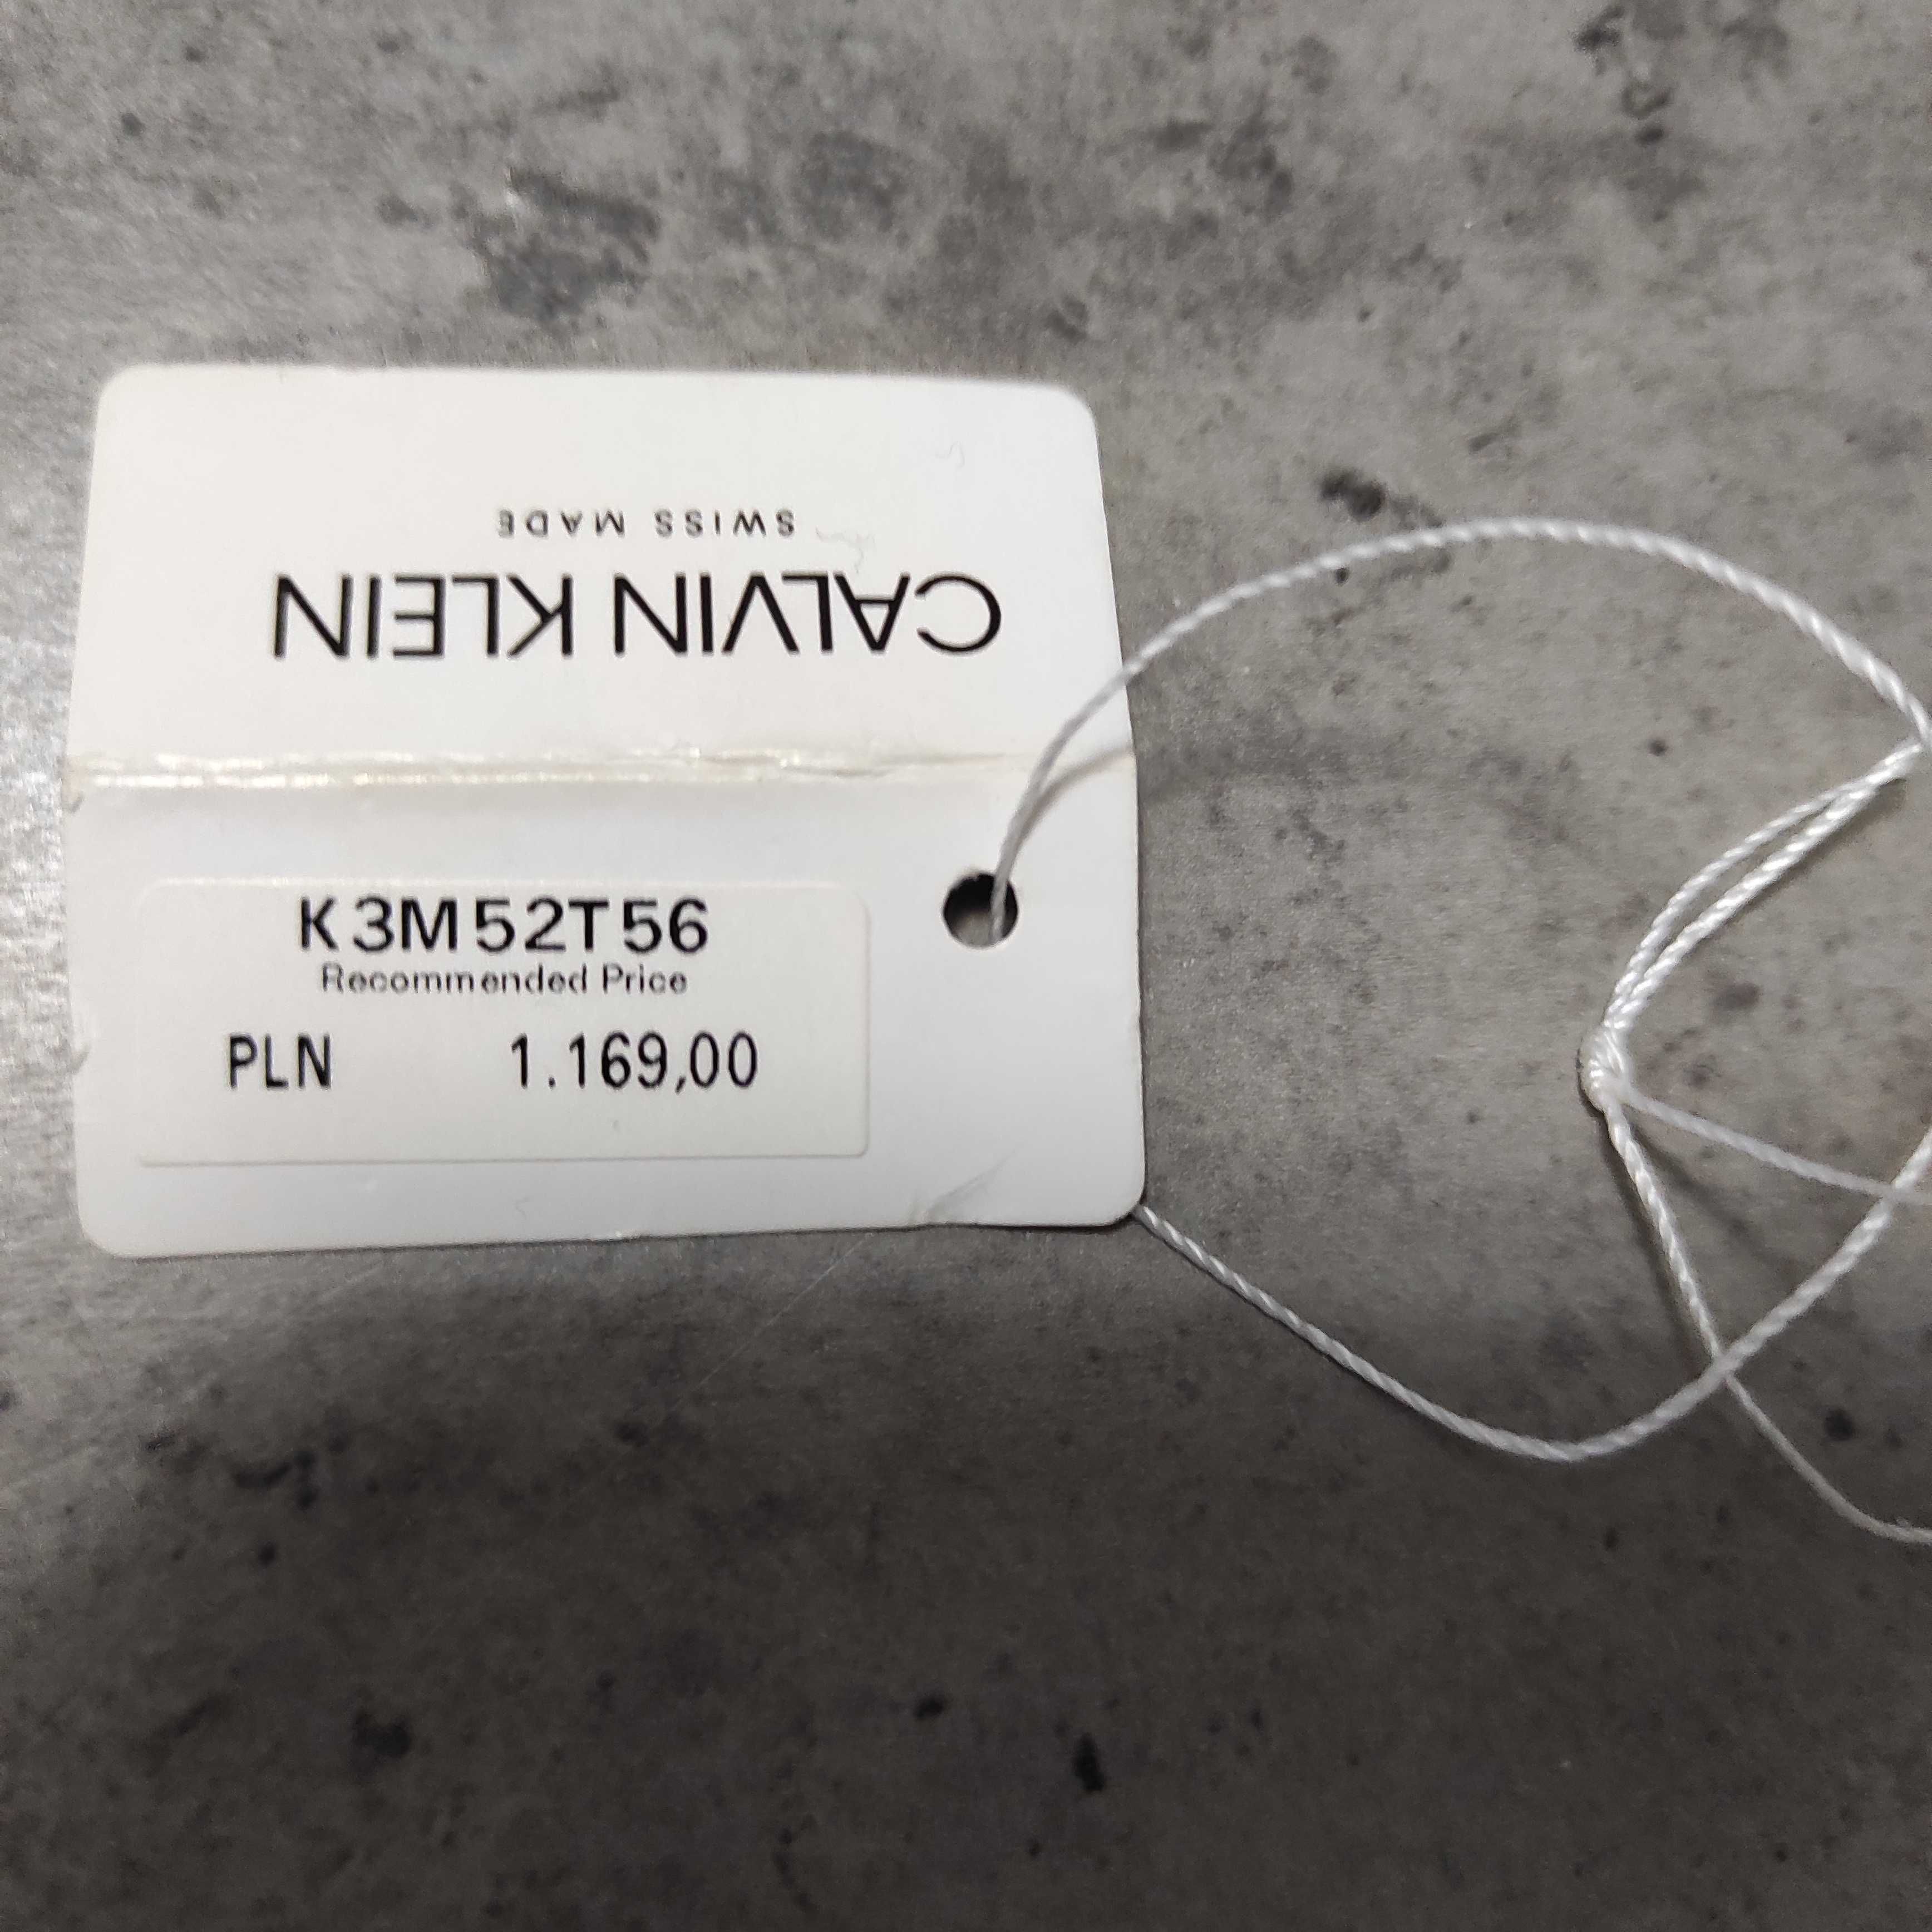 CALVIN KLEIN
SWISS MADE
K3M52T56
Recommended Price
PLN 1.169,00